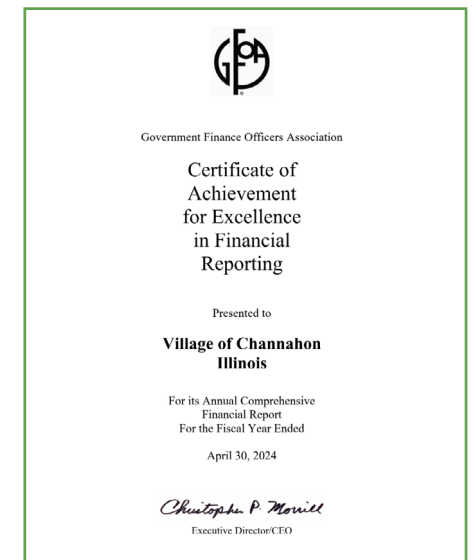 GFOA
Government Finance Officers Association
Certificate of
Achievement
for Excellence
in Financial
Reporting
Presented to
Village of Channahon
Illinois
For its Annual Comprehensive
Financial Report
For the Fiscal Year Ended
April 30, 2024
Christopher P. Morrill
Executive Director/CEO